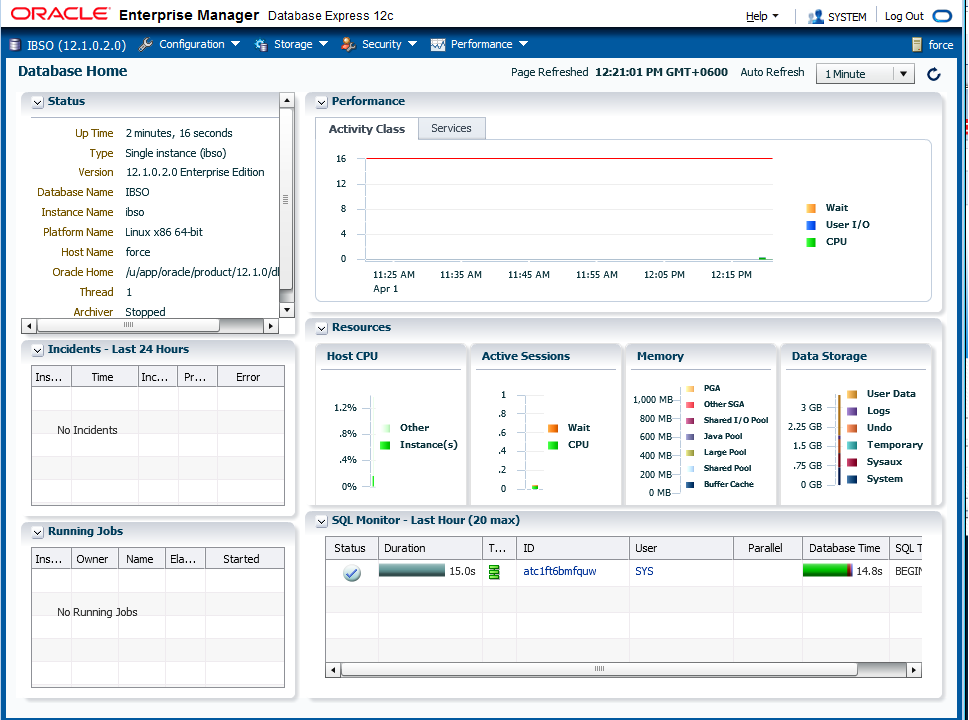 ORACLE Enterprise Manager Database Express 12c
Help SYSTEM Log Out
IBSO (12.1.0.2.0) Configuration Storage Security Performance force
Database Home
Page Refreshed 12:21:01 PM GMT+0600 Auto Refresh 1 Minute
Status
Up Time 2 minutes, 16 seconds
Type Single instance (ibso)
Version 12.1.0.2.0 Enterprise Edition
Database Name IBSO
Instance Name ibso
Platform Name Linux x86 64-bit
Host Name force
Oracle Home /u/app/oracle/product/12.1.0/d
Thread 1
Archiver Stopped
Performance
Activity Class Services
16
12
8
4
0
11:25 AM 11:35 AM 11:45 AM 11:55 AM 12:05 PM 12:15 PM
Apr 1
Wait
User I/O
CPU
Incidents - Last 24 Hours
Ins... Time Inc... Pr... Error
No Incidents
Resources
Host CPU
1.2%
.8%
.4%
0%
Other
Instance(s)
Active Sessions
1
.8
.6
.4
.2
0
Wait
CPU
Memory
1,000 MB
800 MB
600 MB
400 MB
200 MB
0 MB
PGA
Other SGA
Shared I/O Pool
Java Pool
Large Pool
Shared Pool
Buffer Cache
Data Storage
3 GB
2.25 GB
1.5 GB
.75 GB
0 GB
User Data
Logs
Undo
Temporary
Sysaux
System
Running Jobs
Ins... Owner Name Ela... Started
No Running Jobs
SQL Monitor - Last Hour (20 max)
Status Duration T... ID User Parallel Database Time SQL T
15.0s atc1ft6bmfquw SYS 14.8s BEGIN